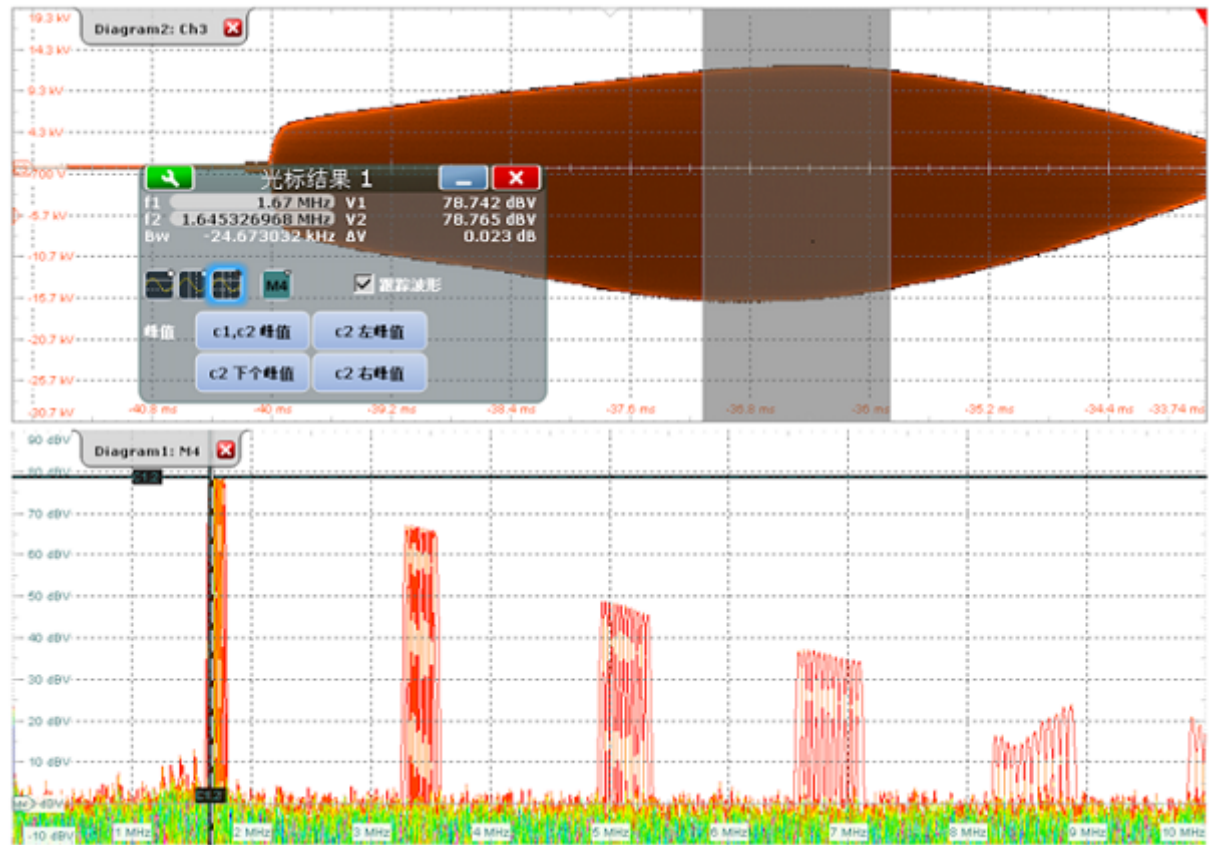 19.3 kV
Diagram2: Ch3
14.3 kV
9.3 kV
4.3 kV
-700 V
光标结果 1
f1 1.67 MHz V1 78.742 dBV
f2 1.645326968 MHz V2 78.765 dBV
Bw -24.673032 kHz ΔV 0.023 dB
-5.7 kV
-10.7 kV
M4 跟踪波形
-15.7 kV
峰值 c1,c2 峰值 c2 左峰值
-20.7 kV
c2 下个峰值 c2 右峰值
-25.7 kV
-30.7 kV -40.8 ms -40 ms -39.2 ms -38.4 ms -37.6 ms -36.8 ms -36 ms -35.2 ms -34.4 ms -33.74 ms
90 dBV
Diagram1: M4
80 dBV
70 dBV
60 dBV
50 dBV
40 dBV
30 dBV
20 dBV
10 dBV
0 dBV
-10 dBV 1 MHz 2 MHz 3 MHz 4 MHz 5 MHz 6 MHz 7 MHz 8 MHz 9 MHz 10 MHz